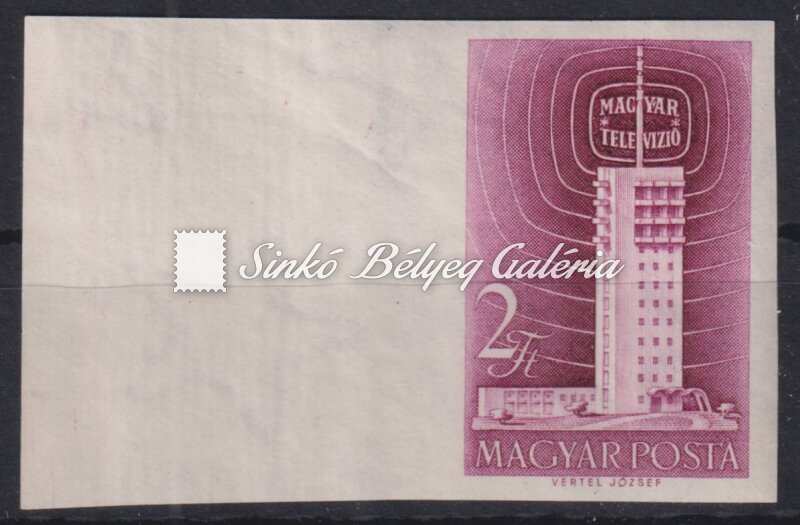 MAGYAR
* TELEVIZIÓ *
Sinkó Bélyeg Galéria
2 Ft
MAGYAR POSTA
VERTEL JÓZSEF